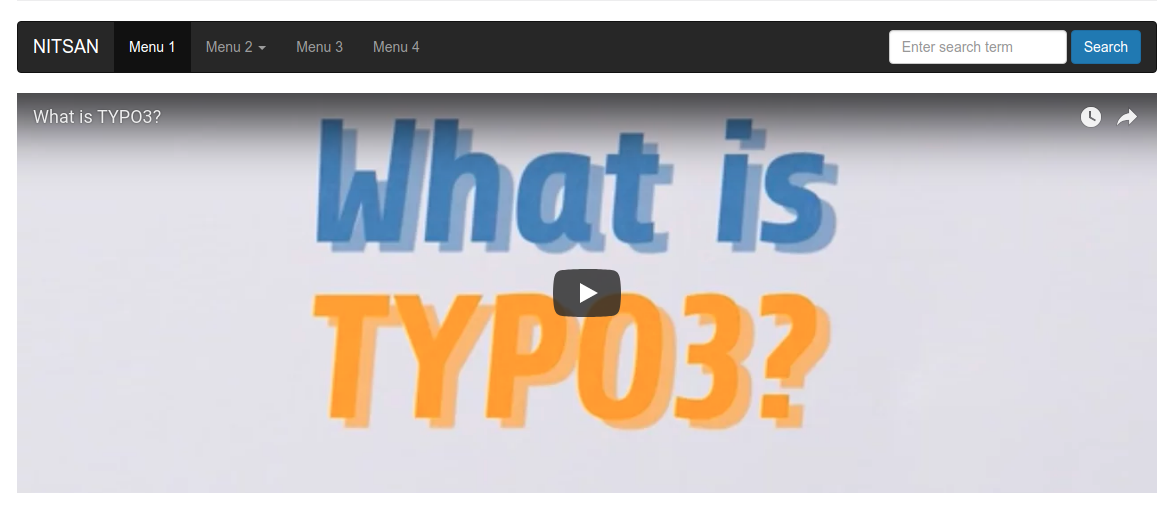 NITSAN Menu 1 Menu 2 Menu 3 Menu 4 Enter search term Search
What is TYPO3?
What is
TYPO3?